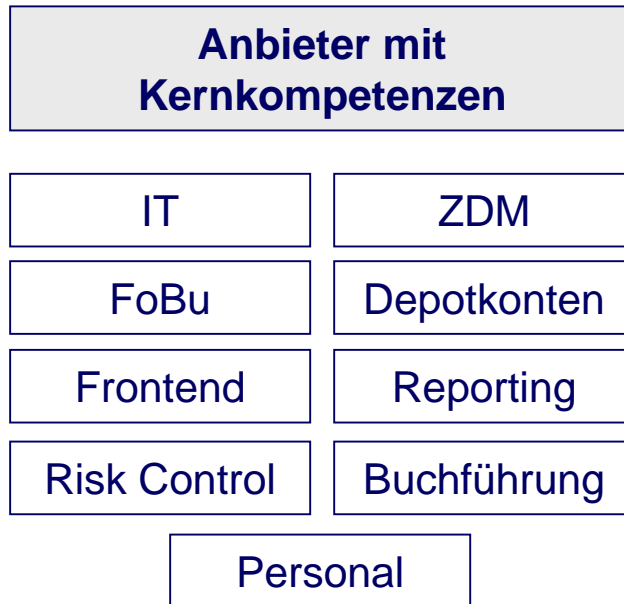 Anbieter mit
Kernkompetenzen
IT
ZDM
FoBu
Depotkonten
Frontend
Reporting
Risk Control
Buchführung
Personal